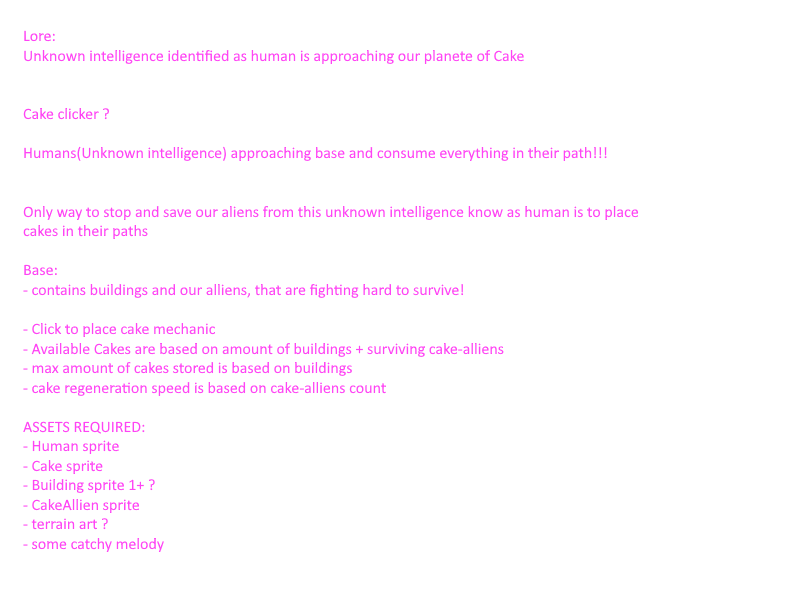 Lore:
Unknown intelligence identified as human is approaching our planete of Cake
Cake clicker ?
Humans(Unknown intelligence) approaching base and consume everything in their path!!!
Only way to stop and save our aliens from this unknown intelligence know as human is to place
cakes in their paths
Base:
- contains buildings and our alliens, that are fighting hard to survive!
- Click to place cake mechanic
- Available Cakes are based on amount of buildings + surviving cake-alliens
- max amount of cakes stored is based on buildings
- cake regeneration speed is based on cake-alliens count
ASSETS REQUIRED:
- Human sprite
- Cake sprite
- Building sprite 1+ ?
- CakeAllien sprite
- terrain art ?
- some catchy melody